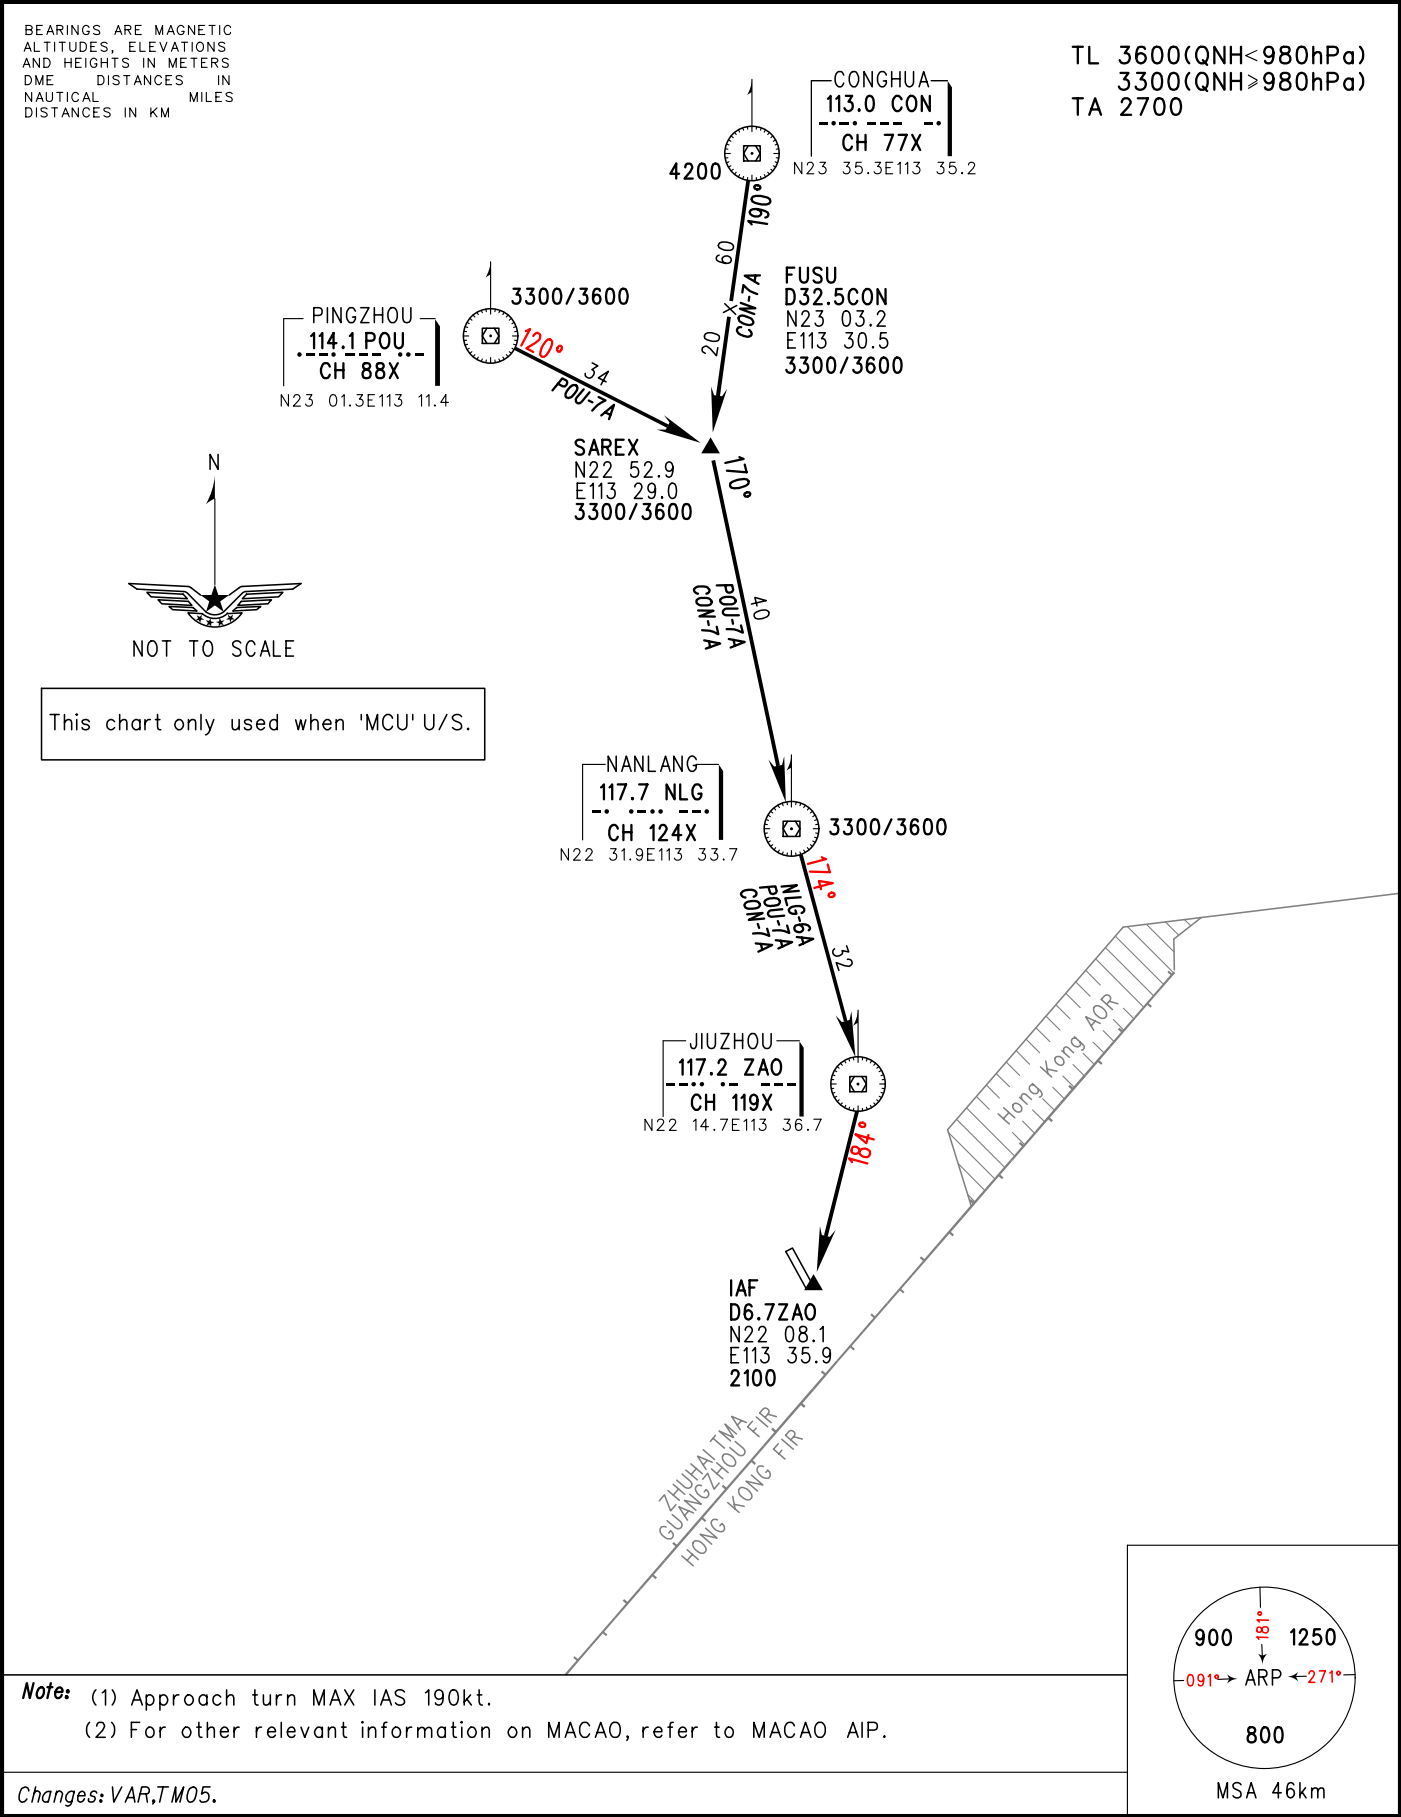 BEARINGS ARE MAGNETIC
ALTITUDES, ELEVATIONS
AND HEIGHTS IN METERS
DME DISTANCES IN
NAUTICAL MILES
DISTANCES IN KM
TL 3600(QNH<980hPa)
3300(QNH≥980hPa)
TA 2700
CONGHUA
113.0 CON
CH 77X
N23 35.3E113 35.2
4200
190°
60
CON-7A
20
FUSU
D32.5CON
N23 03.2
E113 30.5
3300/3600
3300/3600
PINGZHOU
114.1 POU
CH 88X
N23 01.3E113 11.4
120°
34
POU-7A
SAREX
N22 52.9
E113 29.0
3300/3600
170°
N
NOT TO SCALE
40
POU-7A
CON-7A
This chart only used when 'MCU' U/S.
NANLANG
117.7 NLG
CH 124X
N22 31.9E113 33.7
3300/3600
174°
NLG-6A
POU-7A
CON-7A
32
JIUZHOU
117.2 ZAO
CH 119X
N22 14.7E113 36.7
184°
Hong Kong AOR
IAF
D6.7ZAO
N22 08.1
E113 35.9
2100
ZHUHAI TMA
GUANGZHOU FIR
HONG KONG FIR
900
181°
1250
091°
ARP
271°
800
MSA 46km
Note: (1) Approach turn MAX IAS 190kt.
(2) For other relevant information on MACAO, refer to MACAO AIP.
Changes: VAR,TM05.